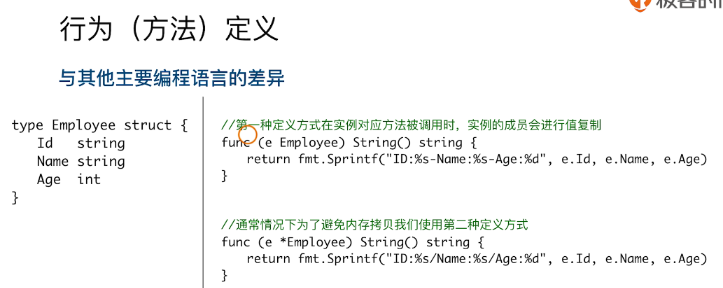 行为（方法）定义
与其他主要编程语言的差异
type Employee struct {
    Id   string
    Name string
    Age  int
}
//第一种定义方式在实例对应方法被调用时，实例的成员会进行值复制
func (e Employee) String() string {
    return fmt.Sprintf("ID:%s-Name:%s-Age:%d", e.Id, e.Name, e.Age)
}
//通常情况下为了避免内存拷贝我们使用第二种定义方式
func (e *Employee) String() string {
    return fmt.Sprintf("ID:%s/Name:%s/Age:%d", e.Id, e.Name, e.Age)
}